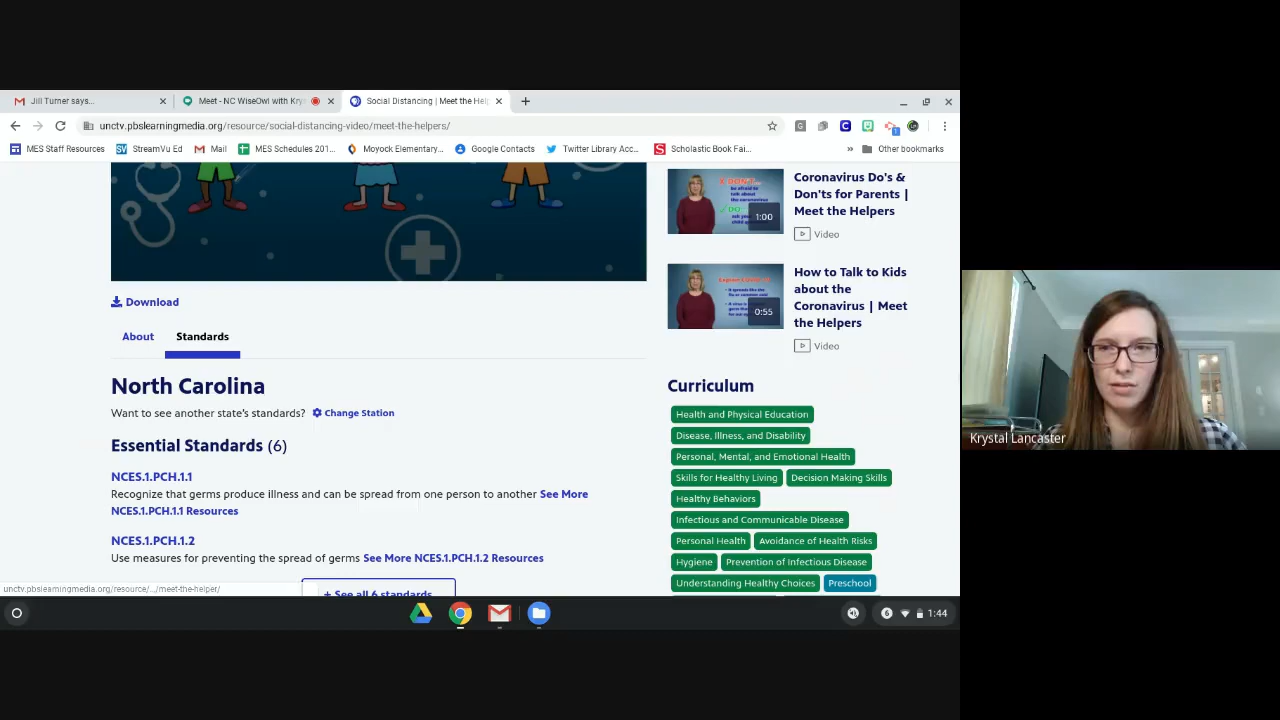 Jill Turner says...
Meet - NC WiseOwl with Krys
Social Distancing | Meet the Hel
unctv.pbslearningmedia.org/resource/social-distancing-video/meet-the-helpers/
MES Staff Resources
StreamVu Ed
Mail
MES Schedules 201...
Moyock Elementary...
Google Contacts
Twitter Library Acc...
Scholastic Book Fai...
»
Other bookmarks
1:00
Coronavirus Do's &
Don'ts for Parents |
Meet the Helpers
Video
0:55
How to Talk to Kids
about the
Coronavirus | Meet
the Helpers
Video
Download
About
Standards
North Carolina
Want to see another state's standards? Change Station
Essential Standards (6)
NCES.1.PCH.1.1
Recognize that germs produce illness and can be spread from one person to another See More
NCES.1.PCH.1.1 Resources
NCES.1.PCH.1.2
Use measures for preventing the spread of germs See More NCES.1.PCH.1.2 Resources
+ See all 6 standards
Curriculum
Health and Physical Education
Disease, Illness, and Disability
Personal, Mental, and Emotional Health
Skills for Healthy Living Decision Making Skills
Healthy Behaviors
Infectious and Communicable Disease
Personal Health Avoidance of Health Risks
Hygiene Prevention of Infectious Disease
Understanding Healthy Choices Preschool
unctv.pbslearningmedia.org/resource/.../meet-the-helper/
6
1:44
Krystal Lancaster